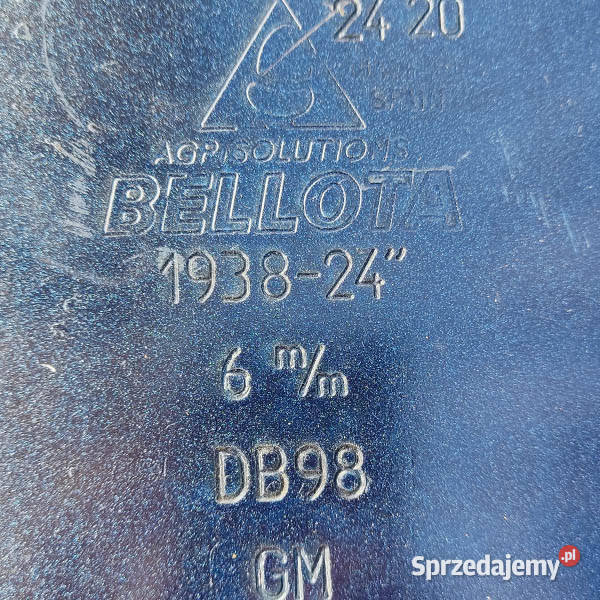 24 20
AGRISOLUTIONS
BELLOTA
1938-24"
6 m/m
DB98
GM
Sprzedajemy.pl